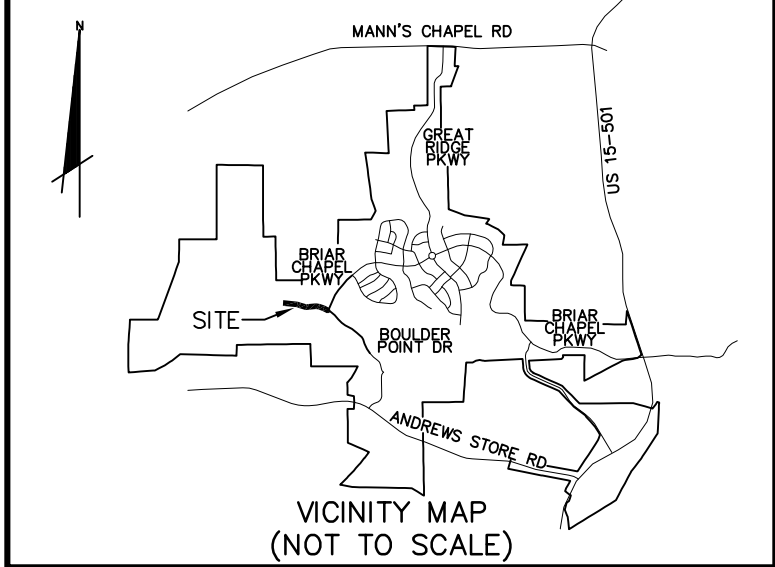 N
MANN'S CHAPEL RD
US 15-501
GREAT
RIDGE
PKWY
BRIAR
CHAPEL
PKWY
SITE
BOULDER
POINT DR
BRIAR
CHAPEL
PKWY
ANDREWS STORE RD
VICINITY MAP
(NOT TO SCALE)